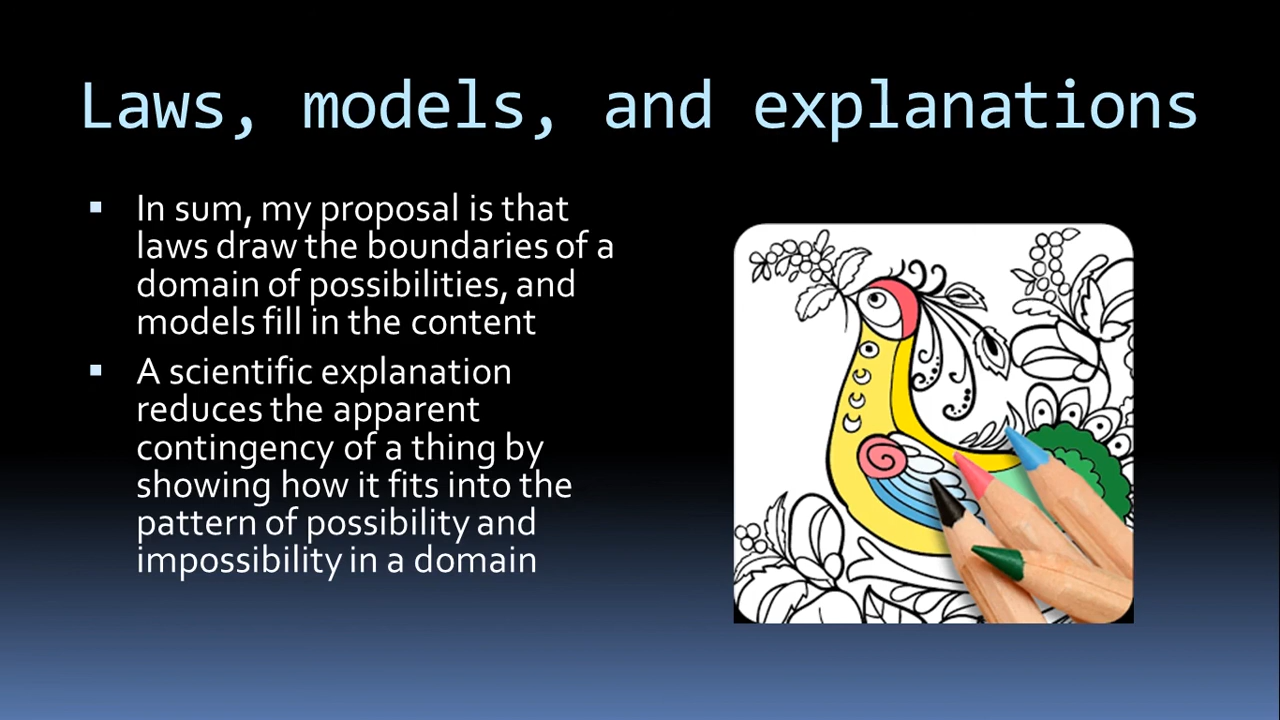 Laws, models, and explanations
In sum, my proposal is that
laws draw the boundaries of a
domain of possibilities, and
models fill in the content
A scientific explanation
reduces the apparent
contingency of a thing by
showing how it fits into the
pattern of possibility and
impossibility in a domain